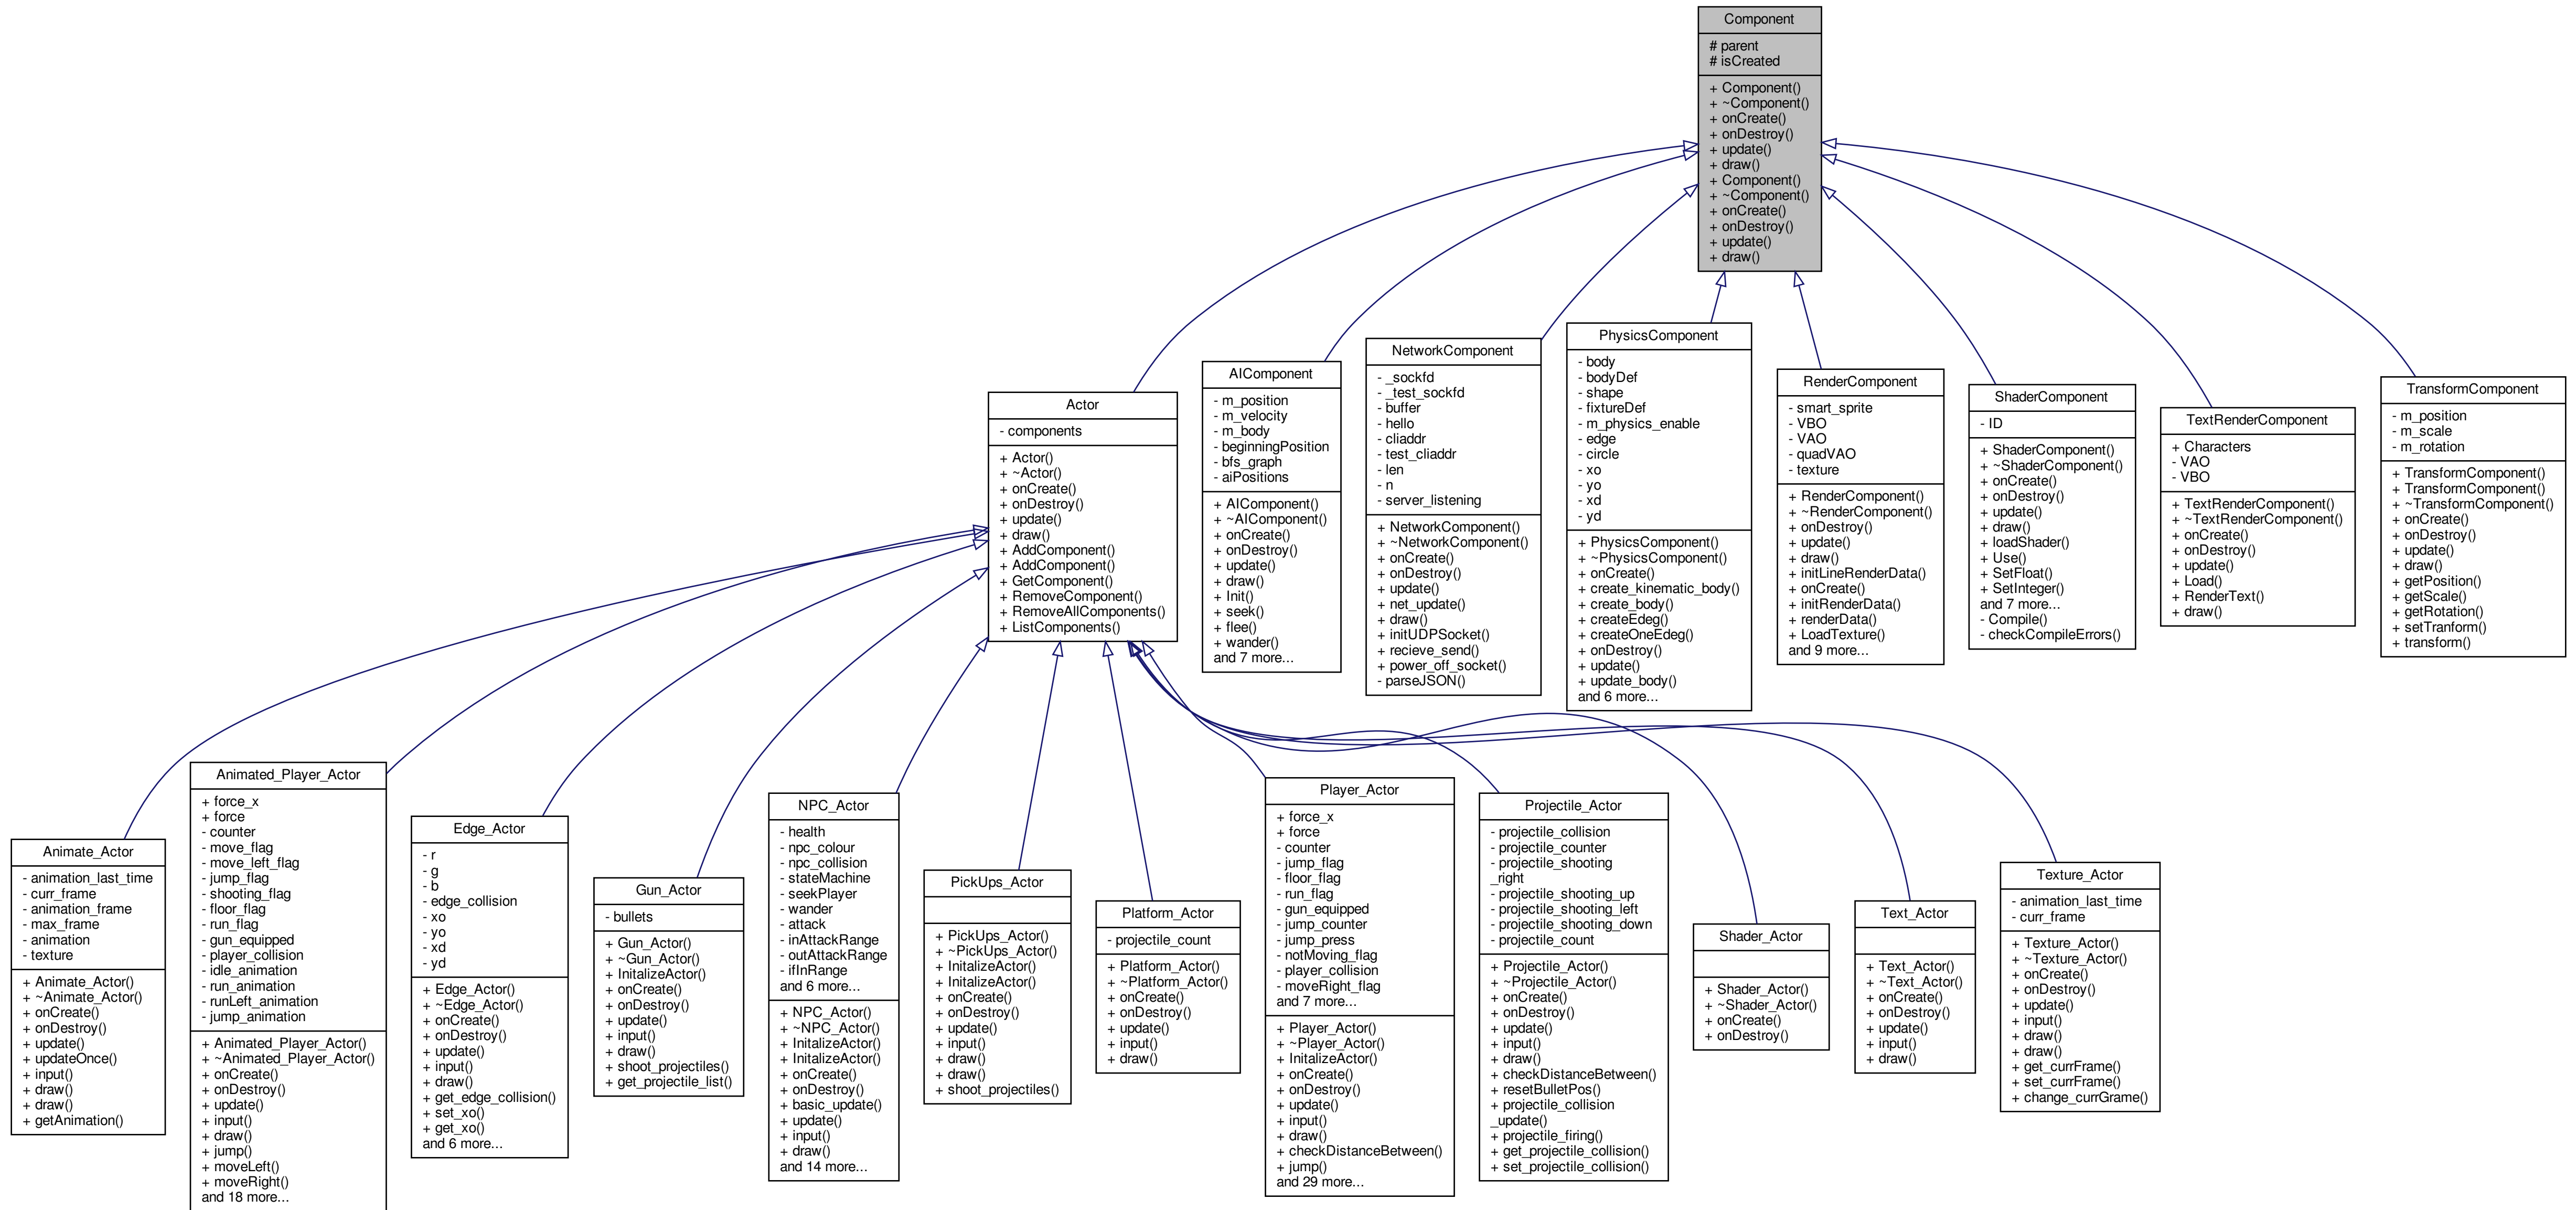 Component
# parent
# isCreated
+ Component()
+ ~Component()
+ onCreate()
+ onDestroy()
+ update()
+ draw()
+ Component()
+ ~Component()
+ onCreate()
+ onDestroy()
+ update()
+ draw()
Actor
- components
+ Actor()
+ ~Actor()
+ onCreate()
+ onDestroy()
+ update()
+ draw()
+ AddComponent()
+ AddComponent()
+ GetComponent()
+ RemoveComponent()
+ RemoveAllComponents()
+ ListComponents()
AIComponent
- m_position
- m_velocity
- m_body
- beginningPosition
- bfs_graph
- aiPositions
+ AIComponent()
+ ~AIComponent()
+ onCreate()
+ onDestroy()
+ update()
+ draw()
+ Init()
+ seek()
+ flee()
+ wander()
and 7 more...
NetworkComponent
- _sockfd
- _test_sockfd
- buffer
- hello
- cliaddr
- test_cliaddr
- len
- n
- server_listening
+ NetworkComponent()
+ ~NetworkComponent()
+ onCreate()
+ onDestroy()
+ update()
+ net_update()
+ draw()
+ initUDPSocket()
+ recieve_send()
+ power_off_socket()
- parseJSON()
PhysicsComponent
- body
- bodyDef
- shape
- fixtureDef
- m_physics_enable
- edge
- circle
- xo
- yo
- xd
- yd
+ PhysicsComponent()
+ ~PhysicsComponent()
+ onCreate()
+ create_kinematic_body()
+ create_body()
+ createEdeg()
+ createOneEdeg()
+ onDestroy()
+ update()
+ update_body()
and 6 more...
RenderComponent
- smart_sprite
- VBO
- VAO
- quadVAO
- texture
+ RenderComponent()
+ ~RenderComponent()
+ onDestroy()
+ update()
+ draw()
+ initLineRenderData()
+ onCreate()
+ initRenderData()
+ renderData()
+ LoadTexture()
and 9 more...
ShaderComponent
- ID
+ ShaderComponent()
+ ~ShaderComponent()
+ onCreate()
+ onDestroy()
+ update()
+ draw()
+ loadShader()
+ Use()
+ SetFloat()
+ SetInteger()
and 7 more...
- Compile()
- checkCompileErrors()
TextRenderComponent
+ Characters
- VAO
- VBO
+ TextRenderComponent()
+ ~TextRenderComponent()
+ onCreate()
+ onDestroy()
+ update()
+ Load()
+ RenderText()
+ draw()
TransformComponent
- m_position
- m_scale
- m_rotation
+ TransformComponent()
+ TransformComponent()
+ ~TransformComponent()
+ onCreate()
+ onDestroy()
+ update()
+ draw()
+ getPosition()
+ getScale()
+ getRotation()
+ setTranform()
+ transform()
Animate_Actor
- animation_last_time
- curr_frame
- animation_frame
- max_frame
- animation
- texture
+ Animate_Actor()
+ ~Animate_Actor()
+ onCreate()
+ onDestroy()
+ update()
+ updateOnce()
+ input()
+ draw()
+ draw()
+ getAnimation()
Animated_Player_Actor
+ force_x
+ force
- counter
- move_flag
- move_left_flag
- jump_flag
- shooting_flag
- floor_flag
- run_flag
- gun_equipped
- player_collision
- idle_animation
- run_animation
- runLeft_animation
- jump_animation
+ Animated_Player_Actor()
+ ~Animated_Player_Actor()
+ onCreate()
+ onDestroy()
+ update()
+ input()
+ draw()
+ jump()
+ moveLeft()
+ moveRight()
and 18 more...
Edge_Actor
- r
- g
- b
- edge_collision
- xo
- yo
- xd
- yd
+ Edge_Actor()
+ ~Edge_Actor()
+ onCreate()
+ onDestroy()
+ update()
+ input()
+ draw()
+ get_edge_collision()
+ set_xo()
+ get_xo()
and 6 more...
Gun_Actor
- bullets
+ Gun_Actor()
+ ~Gun_Actor()
+ InitalizeActor()
+ onCreate()
+ onDestroy()
+ update()
+ input()
+ draw()
+ shoot_projectiles()
+ get_projectile_list()
NPC_Actor
- health
- npc_colour
- npc_collision
- stateMachine
- seekPlayer
- wander
- attack
- inAttackRange
- outAttackRange
- ifInRange
and 6 more...
+ NPC_Actor()
+ ~NPC_Actor()
+ InitalizeActor()
+ InitalizeActor()
+ onCreate()
+ onDestroy()
+ basic_update()
+ update()
+ input()
+ draw()
and 14 more...
PickUps_Actor
+ PickUps_Actor()
+ ~PickUps_Actor()
+ InitalizeActor()
+ InitalizeActor()
+ onCreate()
+ onDestroy()
+ update()
+ input()
+ draw()
+ draw()
+ shoot_projectiles()
Platform_Actor
- projectile_count
+ Platform_Actor()
+ ~Platform_Actor()
+ onCreate()
+ onDestroy()
+ update()
+ input()
+ draw()
Player_Actor
+ force_x
+ force
- counter
- jump_flag
- floor_flag
- run_flag
- gun_equipped
- jump_counter
- jump_press
- notMoving_flag
- player_collision
- moveRight_flag
and 7 more...
+ Player_Actor()
+ ~Player_Actor()
+ InitalizeActor()
+ onCreate()
+ onDestroy()
+ update()
+ input()
+ draw()
+ checkDistanceBetween()
+ jump()
and 29 more...
Projectile_Actor
- projectile_collision
- projectile_counter
- projectile_shooting
_right
- projectile_shooting_up
- projectile_shooting_left
- projectile_shooting_down
- projectile_count
+ Projectile_Actor()
+ ~Projectile_Actor()
+ onCreate()
+ onDestroy()
+ update()
+ input()
+ draw()
+ checkDistanceBetween()
+ resetBulletPos()
+ projectile_collision
_update()
+ projectile_firing()
+ get_projectile_collision()
+ set_projectile_collision()
Shader_Actor
+ Shader_Actor()
+ ~Shader_Actor()
+ onCreate()
+ onDestroy()
Text_Actor
+ Text_Actor()
+ ~Text_Actor()
+ onCreate()
+ onDestroy()
+ update()
+ input()
+ draw()
Texture_Actor
- animation_last_time
- curr_frame
+ Texture_Actor()
+ ~Texture_Actor()
+ onCreate()
+ onDestroy()
+ update()
+ input()
+ draw()
+ draw()
+ get_currFrame()
+ set_currFrame()
+ change_currGrame()